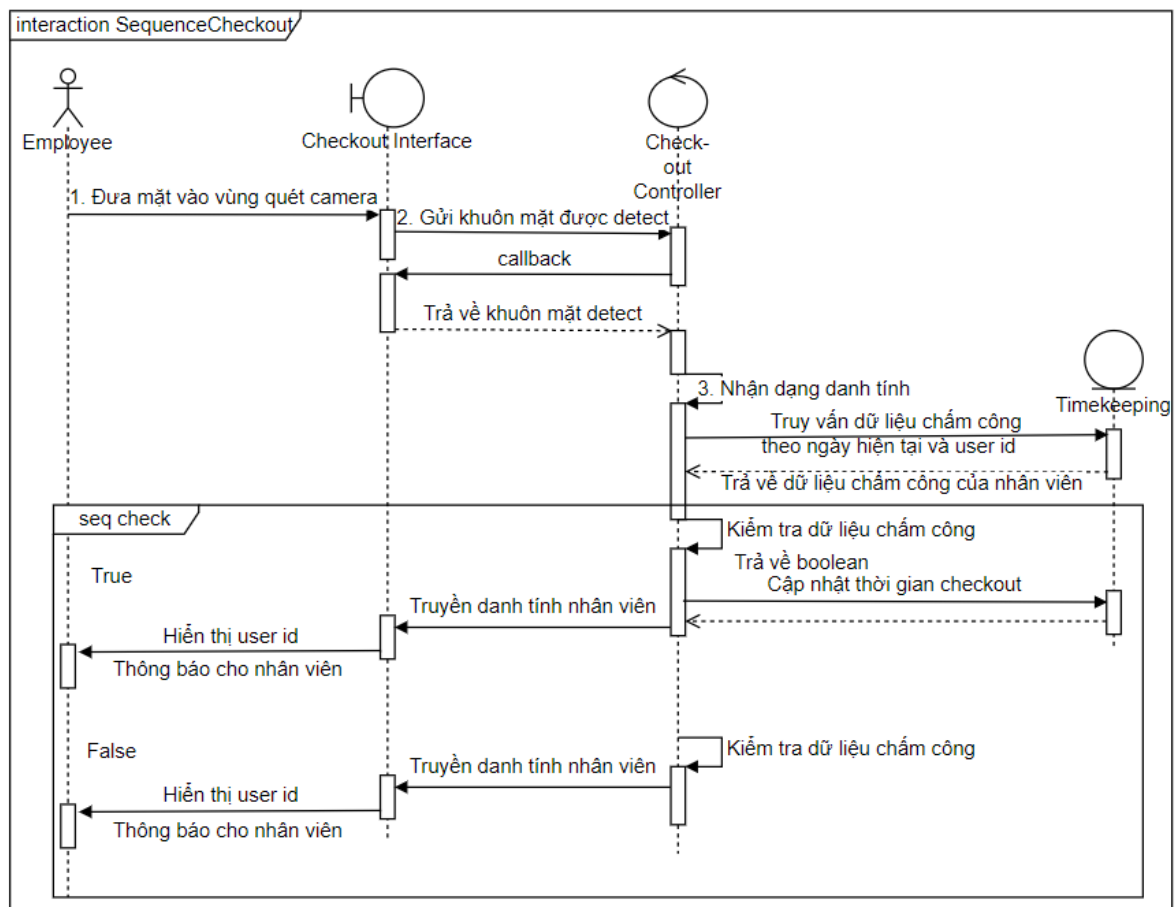 interaction SequenceCheckout
Employee
Checkout Interface
Check-
out
Controller
1. Đưa mặt vào vùng quét camera
2. Gửi khuôn mặt được detect
callback
Trả về khuôn mặt detect
3. Nhận dạng danh tính
Timekeeping
Truy vấn dữ liệu chấm công
theo ngày hiện tại và user id
Trả về dữ liệu chấm công của nhân viên
seq check
Kiểm tra dữ liệu chấm công
True
Trả về boolean
Cập nhật thời gian checkout
Truyền danh tính nhân viên
Hiển thị user id
Thông báo cho nhân viên
False
Kiểm tra dữ liệu chấm công
Truyền danh tính nhân viên
Hiển thị user id
Thông báo cho nhân viên